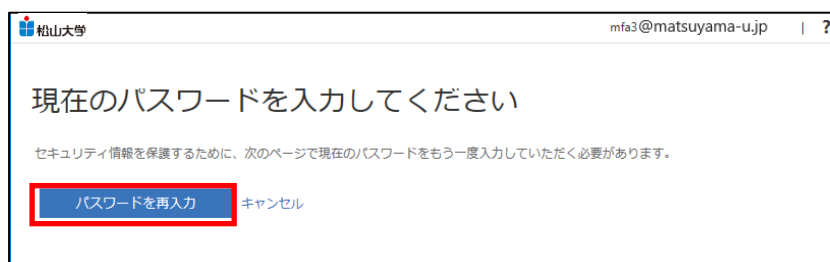 松山大学
mfa3@matsuyama-u.jp | ?
現在のパスワードを入力してください
セキュリティ情報を保護するために、次のページで現在のパスワードをもう一度入力していただく必要があります。
パスワードを再入力 キャンセル